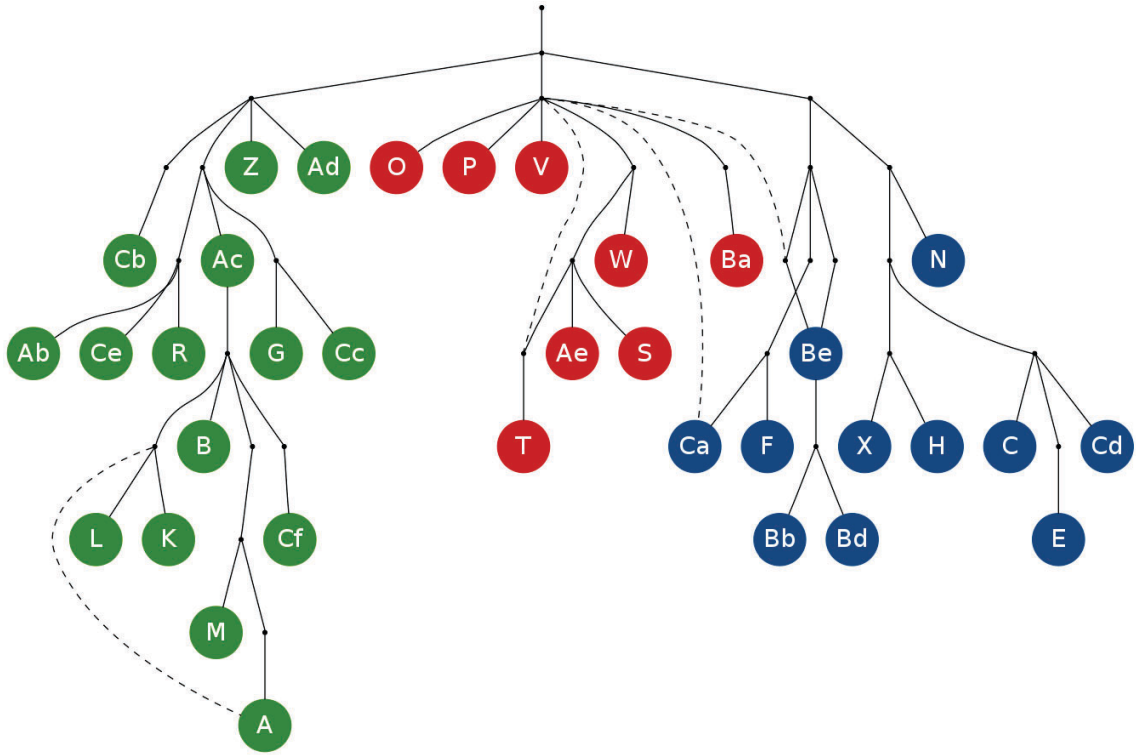 Z Ad O P V
Cb Ac W Ba N
Ab Ce R G Cc Ae S Be
B T Ca F X H C Cd
L K Cf Bb Bd E
M
A